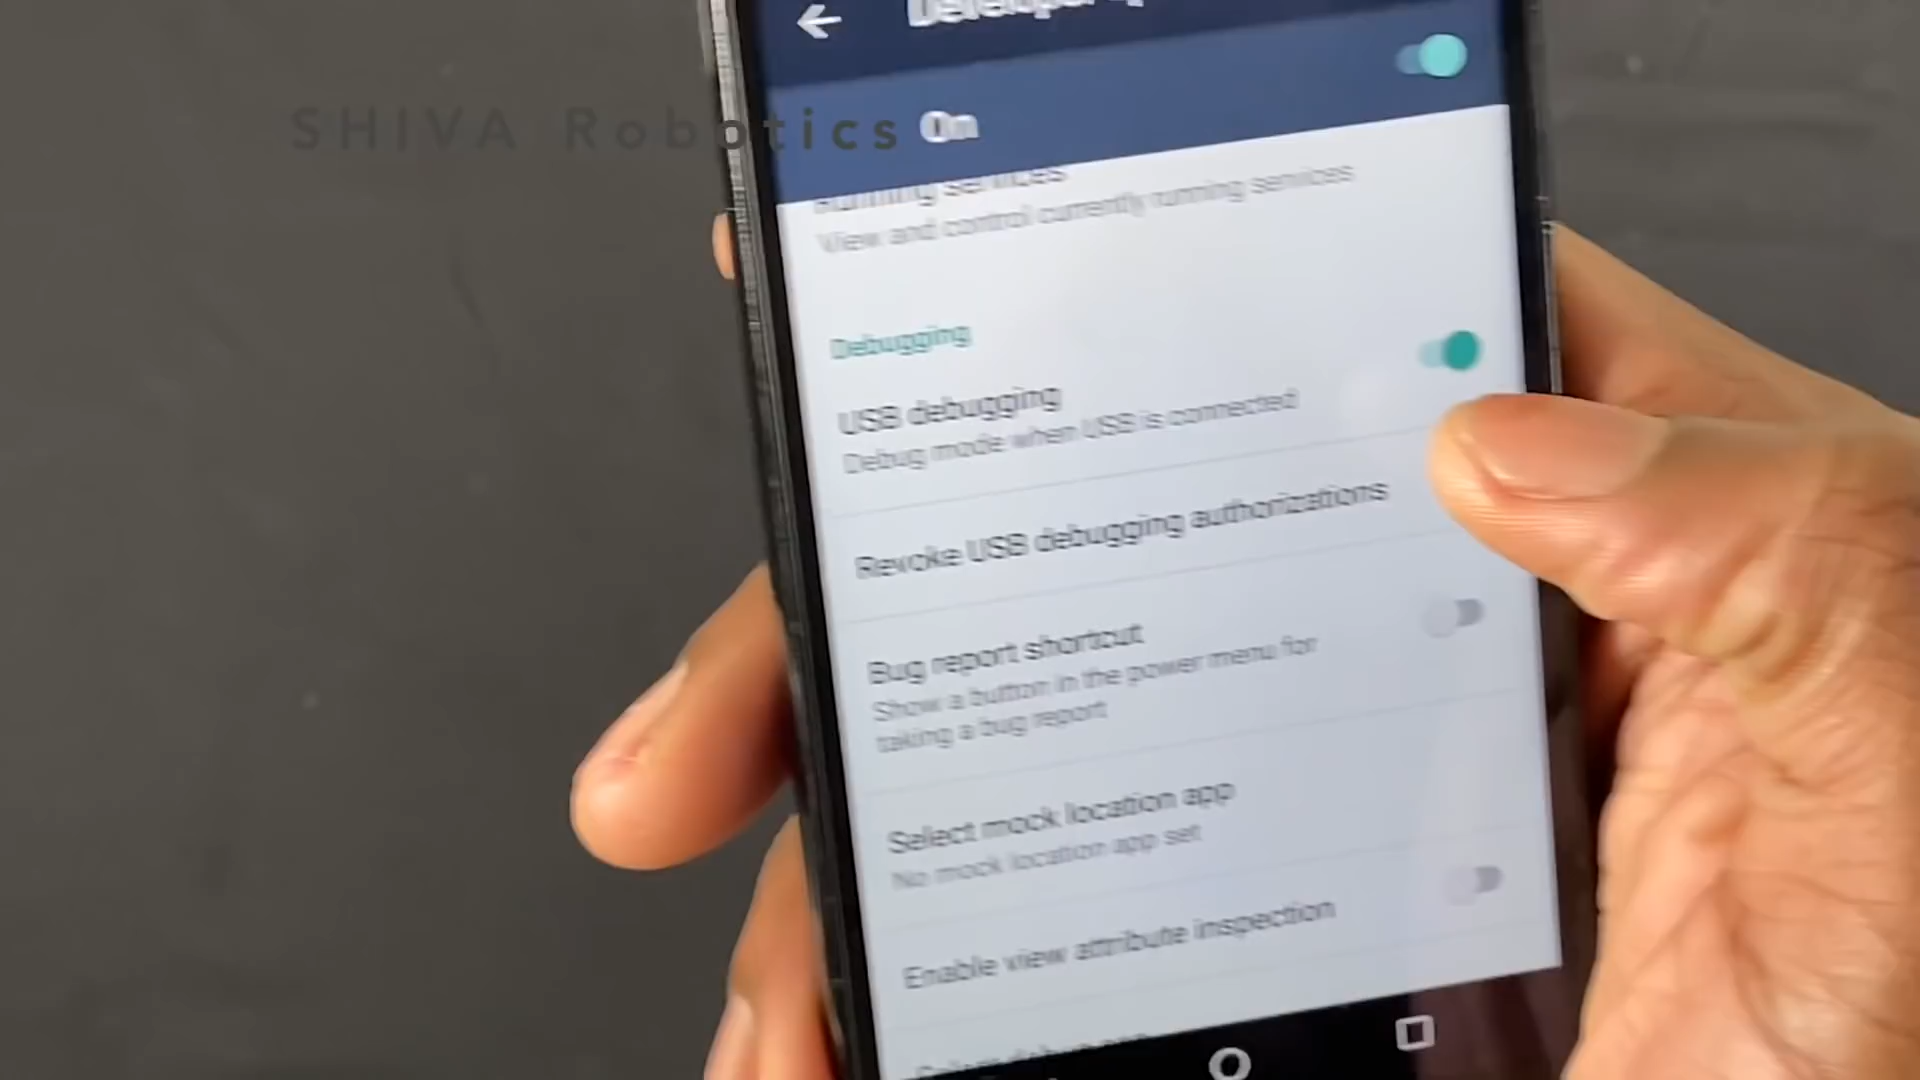 Developer
SHIVA Robotics
On
Running services
View and control currently running services
Debugging
USB debugging
Debug mode when USB is connected
Revoke USB debugging authorizations
Bug report shortcut
Show a button in the power menu for
taking a bug report
Select mock location app
No mock location app set
Enable view attribute inspection